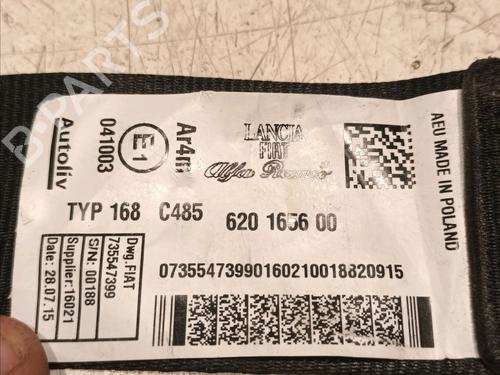 Autoliv
041003
E1
Ar4m
LANCIA
FIAT
Alfa Romeo
AEU MADE IN POLAND
TYP 168 C485 620 1656 00
Dwg.FIAT
735547399
S/N: 00188
Supplier:16021
Date: 28.07.15
07355473990160210018820915
B-PARTS